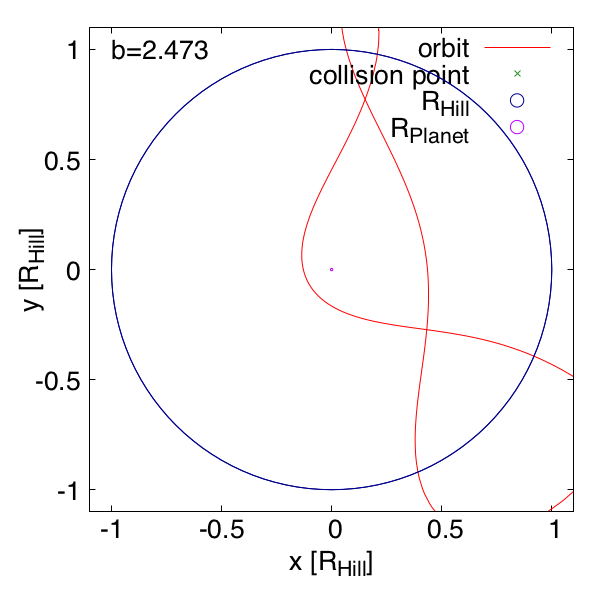 b=2.473
orbit
collision point
R_Hill
R_Planet
1
0.5
0
-0.5
-1
y [R_Hill]
-1 -0.5 0 0.5 1
x [R_Hill]